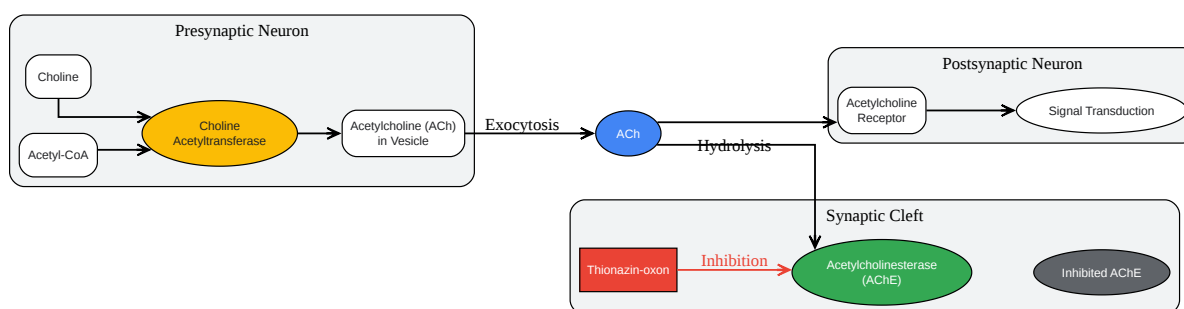 Presynaptic Neuron
Choline
Acetyl-CoA
Choline
Acetyltransferase
Acetylcholine (ACh)
in Vesicle
Exocytosis
ACh
Hydrolysis
Postsynaptic Neuron
Acetylcholine
Receptor
Signal Transduction
Synaptic Cleft
Thionazin-oxon
Inhibition
Acetylcholinesterase
(AChE)
Inhibited AChE